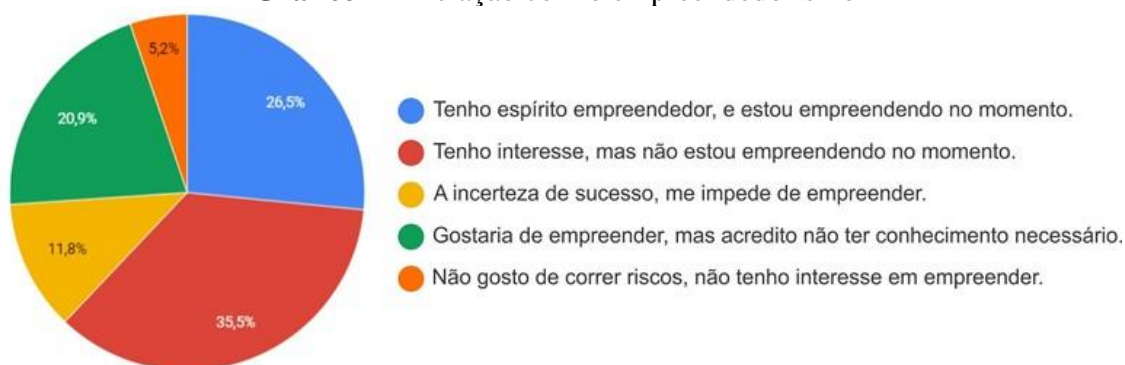 5,2%
26,5%
20,9%
11,8%
35,5%
Tenho espírito empreendedor, e estou empreendendo no momento.
Tenho interesse, mas não estou empreendendo no momento.
A incerteza de sucesso, me impede de empreender.
Gostaria de empreender, mas acredito não ter conhecimento necessário.
Não gosto de correr riscos, não tenho interesse em empreender.